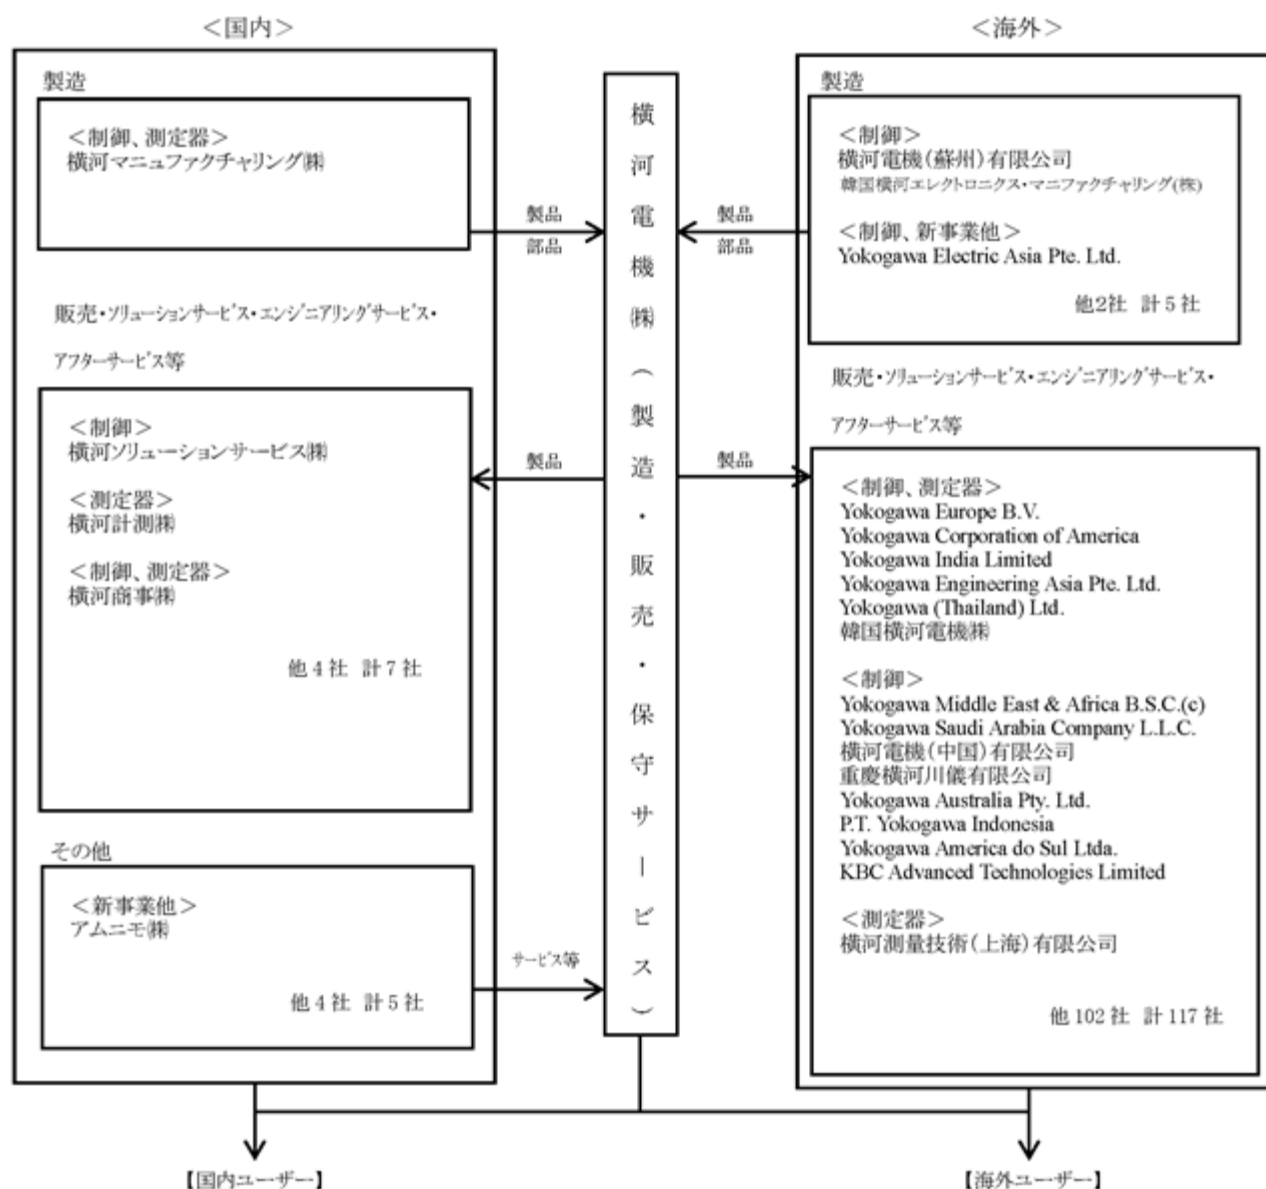 ＜国内＞
製造
＜制御、測定器＞
横河マニュファクチャリング㈱
販売・ソリューションサービス・エンジニアリングサービス・
アフターサービス等
＜制御＞
横河ソリューションサービス㈱
＜測定器＞
横河計測㈱
＜制御、測定器＞
横河商事㈱
他４社 計７社
その他
＜新事業他＞
アムニモ㈱
他４社 計５社
製品
部品
製品
サービス等
横河電機㈱（製造・販売・保守サービス）
製品
部品
製品
＜海外＞
製造
＜制御＞
横河電機（蘇州）有限公司
韓国横河エレクトロニクス・マニファクチャリング(株)
＜制御、新事業他＞
Yokogawa Electric Asia Pte. Ltd.
他2社 計５社
販売・ソリューションサービス・エンジニアリングサービス・
アフターサービス等
＜制御、測定器＞
Yokogawa Europe B.V.
Yokogawa Corporation of America
Yokogawa India Limited
Yokogawa Engineering Asia Pte. Ltd.
Yokogawa (Thailand) Ltd.
韓国横河電機㈱
＜制御＞
Yokogawa Middle East & Africa B.S.C.(c)
Yokogawa Saudi Arabia Company L.L.C.
横河電機（中国）有限公司
重慶横河川儀有限公司
Yokogawa Australia Pty. Ltd.
P.T. Yokogawa Indonesia
Yokogawa America do Sul Ltda.
KBC Advanced Technologies Limited
＜測定器＞
横河測量技術（上海）有限公司
他 102 社 計 117 社
【国内ユーザー】
【海外ユーザー】